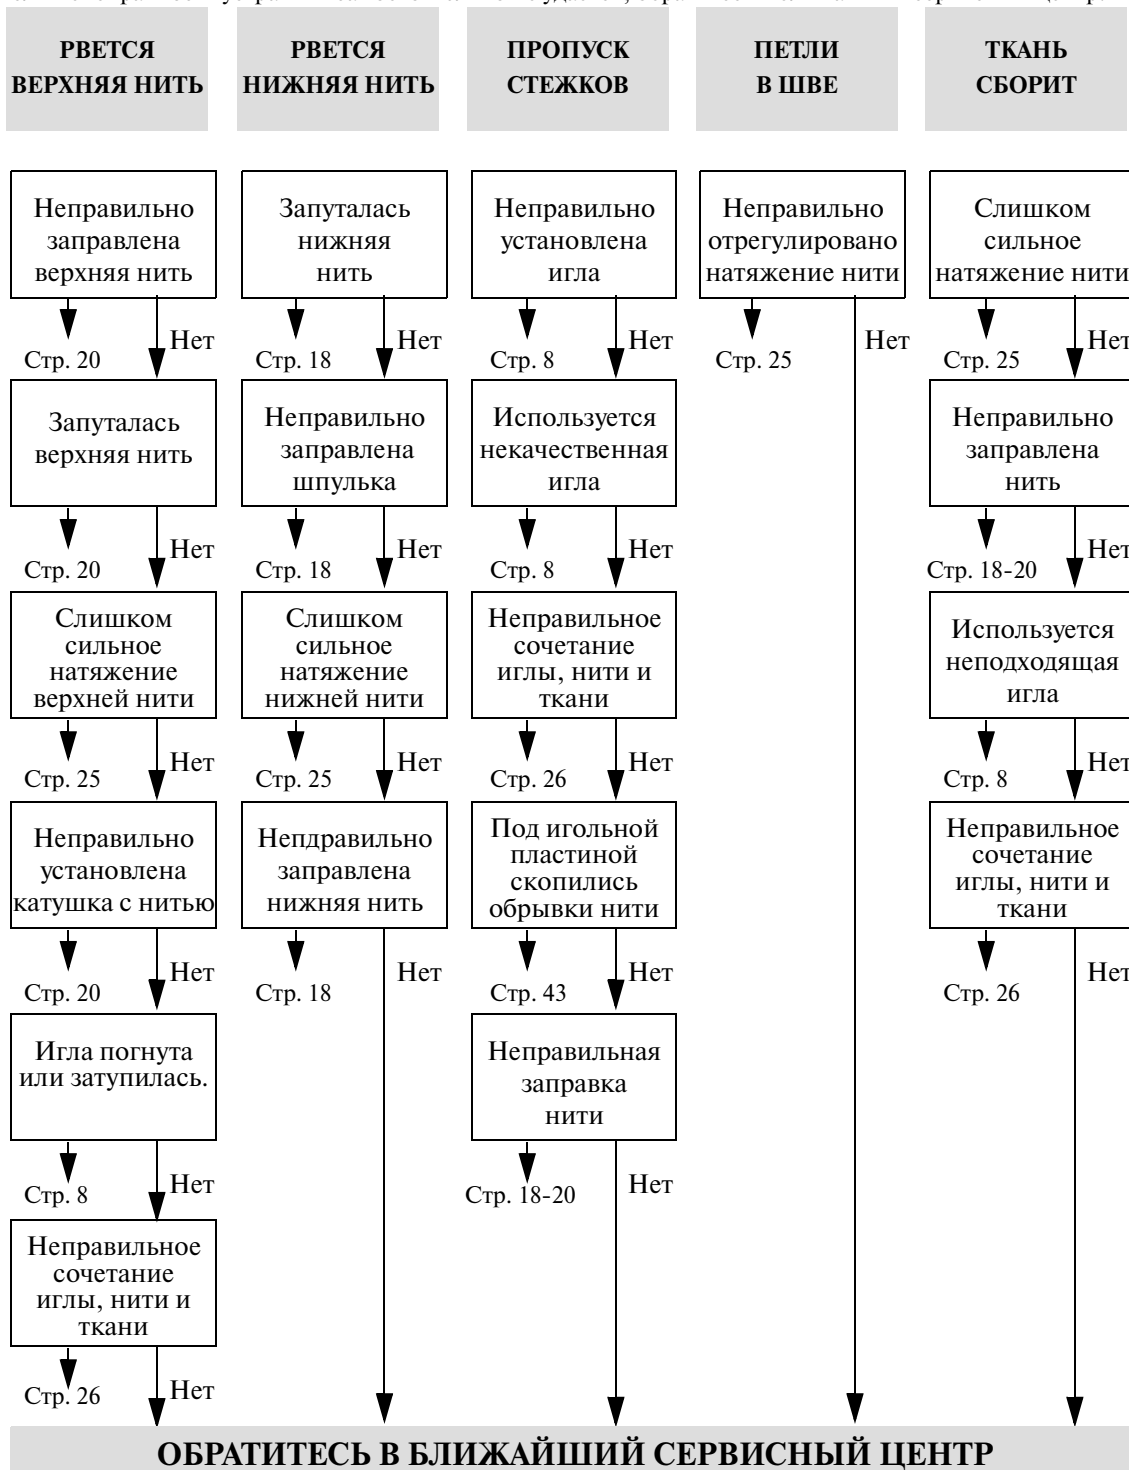 РВЕТСЯ
ВЕРХНЯЯ НИТЬ
РВЕТСЯ
НИЖНЯЯ НИТЬ
ПРОПУСК
СТЕЖКОВ
ПЕТЛИ
В ШВЕ
ТКАНЬ
СБОРИТ
Неправильно
заправлена
верхняя нить
Стр. 20
Нет
Запуталась
верхняя нить
Стр. 20
Нет
Слишком
сильное
натяжение
верхней нити
Стр. 25
Нет
Неправильно
установлена
катушка с нитью
Стр. 20
Нет
Игла погнута
или затупилась.
Стр. 8
Нет
Неправильное
сочетание
иглы, нити и
ткани
Стр. 26
Нет
Запуталась
нижняя
нить
Стр. 18
Нет
Неправильно
заправлена
шпулька
Стр. 18
Нет
Слишком
сильное
натяжение
нижней нити
Стр. 25
Нет
Непдравильно
заправлена
нижняя нить
Стр. 18
Нет
Неправильно
установлена
игла
Стр. 8
Нет
Используется
некачественная
игла
Стр. 8
Нет
Неправильное
сочетание
иглы, нити и
ткани
Стр. 26
Нет
Под игольной
пластиной
скопились
обрывки нити
Стр. 43
Нет
Неправильная
заправка
нити
Стр. 18-20
Нет
Неправильно
отрегулировано
натяжение нити
Стр. 25
Нет
Слишком
сильное
натяжение нити
Стр. 25
Нет
Неправильно
заправлена
нить
Стр. 18-20
Нет
Используется
неподходящая
игла
Стр. 8
Нет
Неправильное
сочетание
иглы, нити и
ткани
Стр. 26
Нет
ОБРАТИТЕСЬ В БЛИЖАЙШИЙ СЕРВИСНЫЙ ЦЕНТР